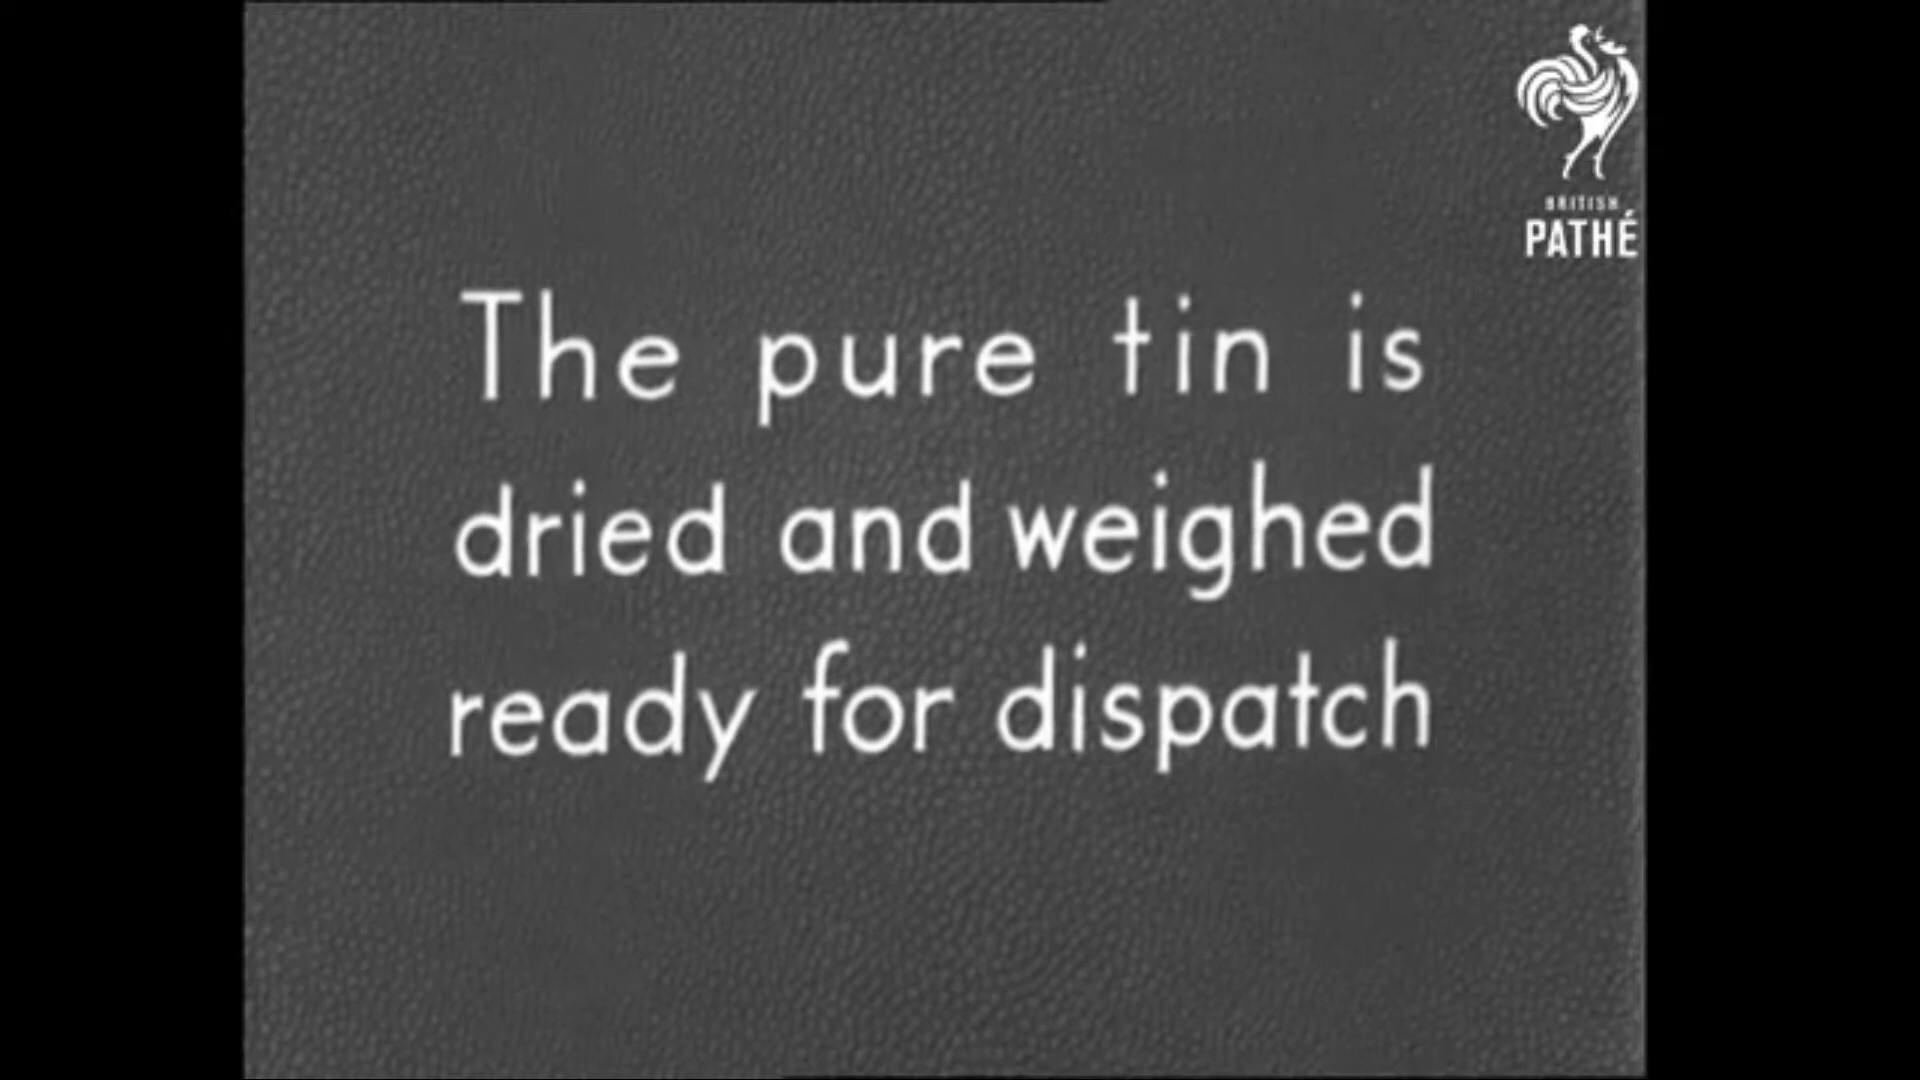 The pure tin is
dried and weighed
ready for dispatch
BRITISH
PATHÉ